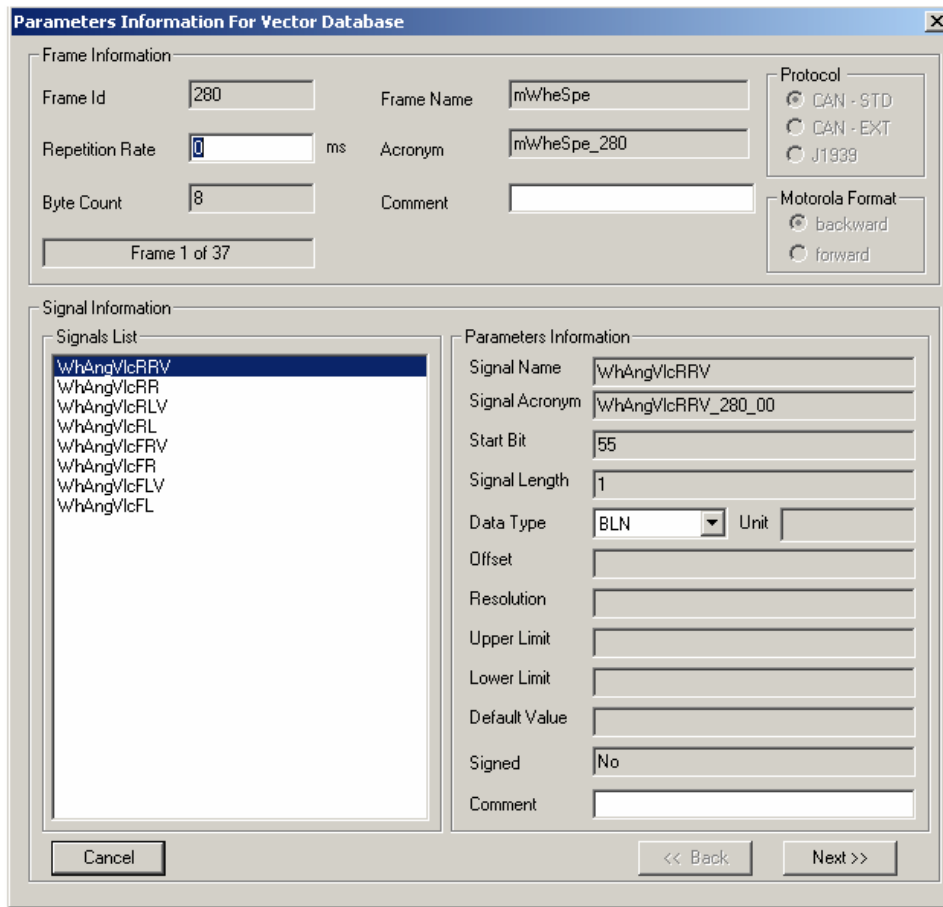 Parameters Information For Vector Database
Frame Information
Frame Id
280
Frame Name
mWheSpe
Repetition Rate
0
ms
Acronym
mWheSpe_280
Byte Count
8
Comment
Frame 1 of 37
Protocol
CAN - STD
CAN - EXT
J1939
Motorola Format
backward
forward
Signal Information
Signals List
WhAngVlcRRV
WhAngVlcRR
WhAngVlcRLV
WhAngVlcRL
WhAngVlcFRV
WhAngVlcFR
WhAngVlcFLV
WhAngVlcFL
Parameters Information
Signal Name
WhAngVlcRRV
Signal Acronym
WhAngVlcRRV_280_00
Start Bit
55
Signal Length
1
Data Type
BLN
Unit
Offset
Resolution
Upper Limit
Lower Limit
Default Value
Signed
No
Comment
Cancel
<< Back
Next >>